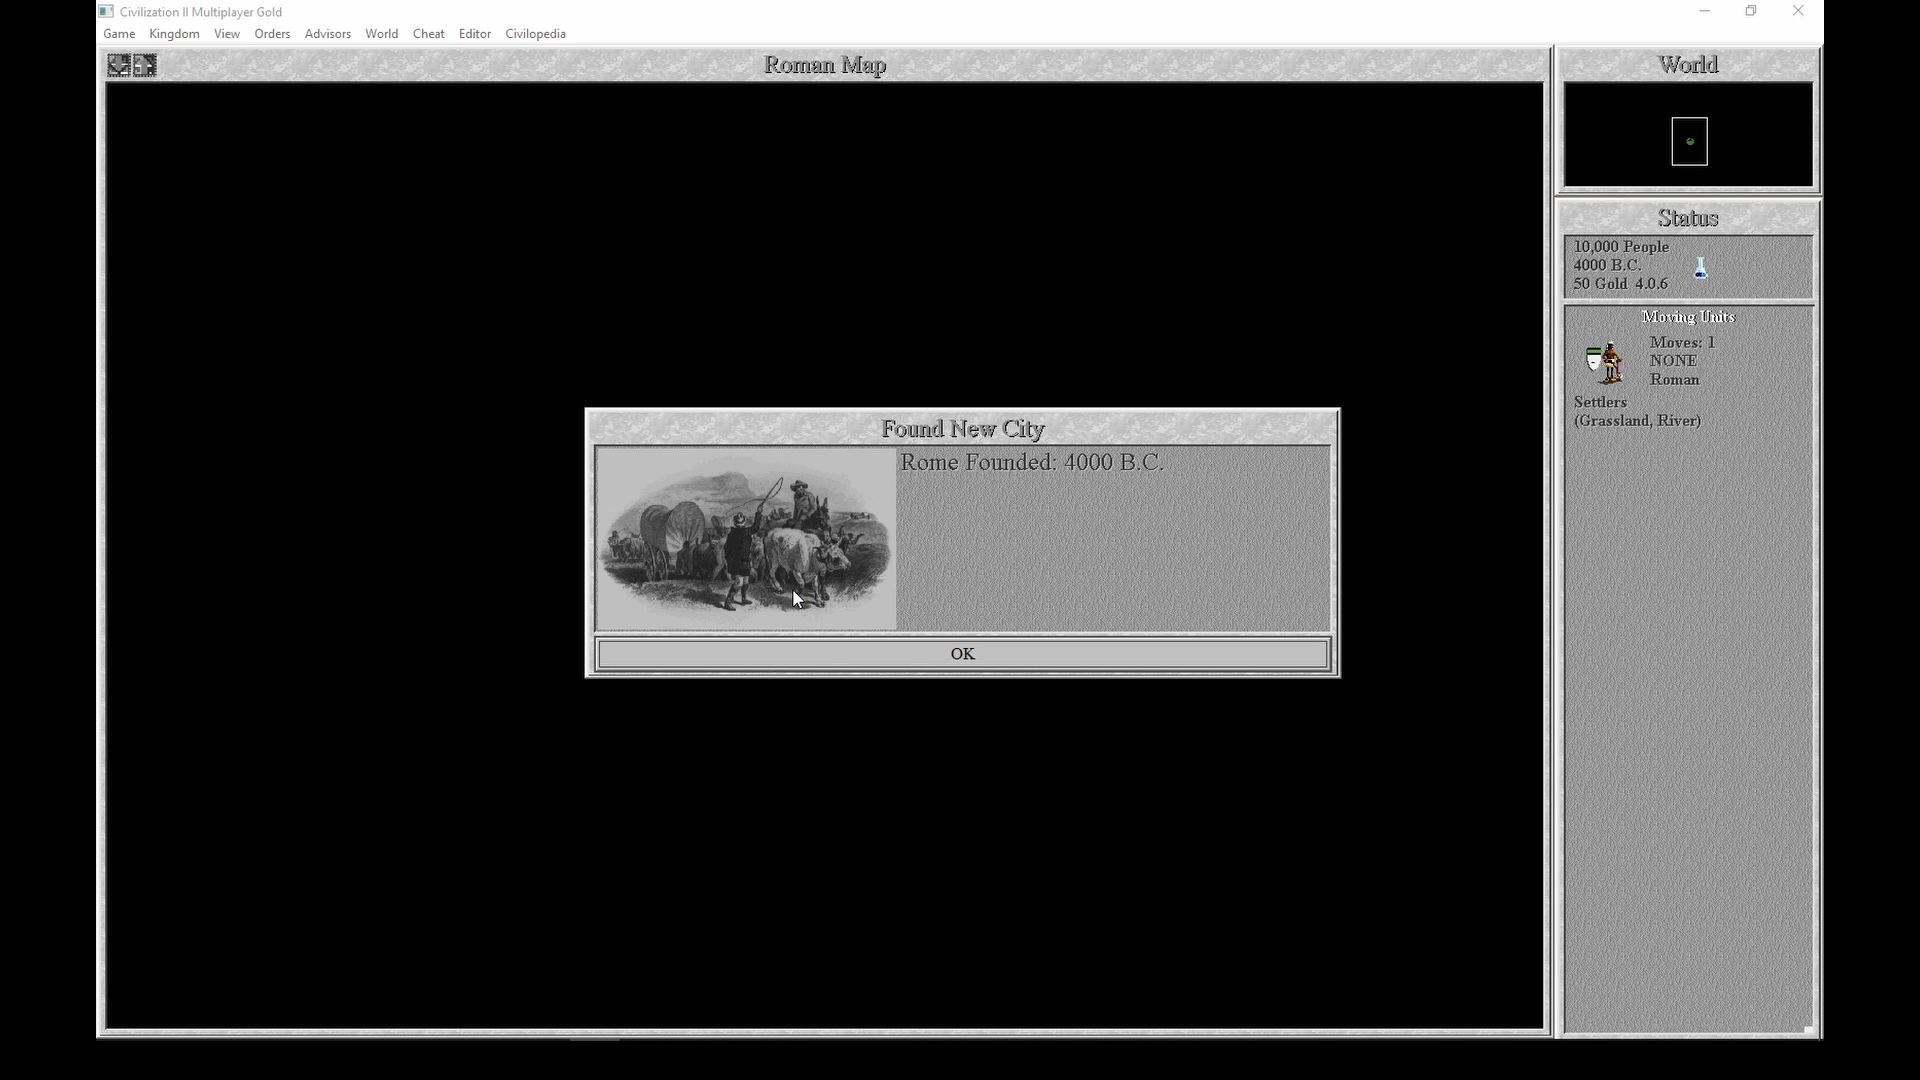 Civilization II Multiplayer Gold
Game Kingdom View Orders Advisors World Cheat Editor Civilopedia
Roman Map
World
Status
10,000 People
4000 B.C.
50 Gold 4.0.6
Moving Units
Moves: 1
NONE
Roman
Settlers
(Grassland, River)
Found New City
Rome Founded: 4000 B.C.
OK